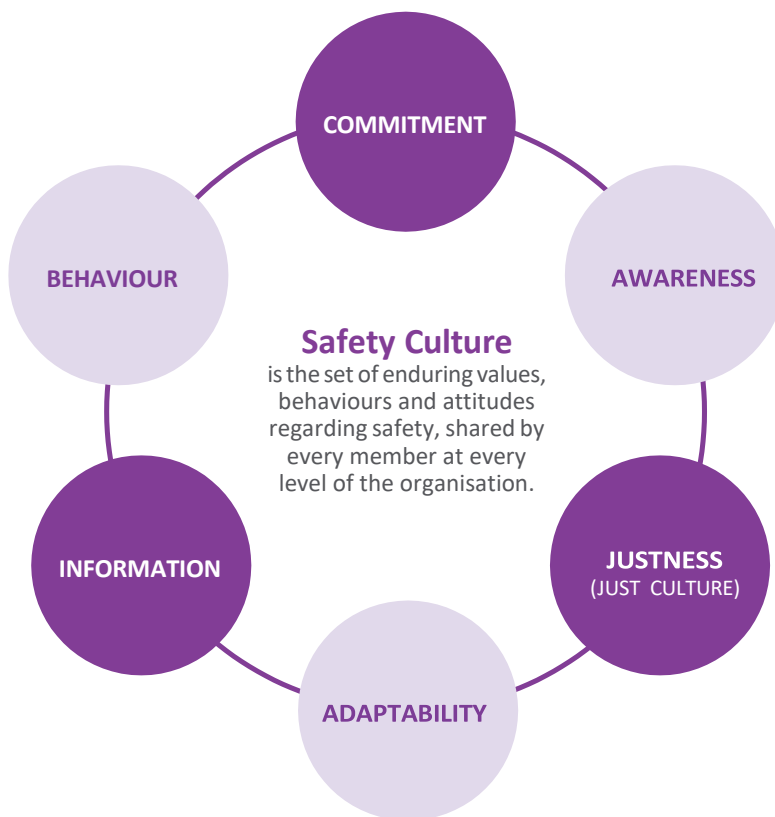 COMMITMENT
BEHAVIOUR
AWARENESS
Safety Culture
is the set of enduring values,
behaviours and attitudes
regarding safety, shared by
every member at every
level of the organisation.
INFORMATION
JUSTNESS
(JUST CULTURE)
ADAPTABILITY